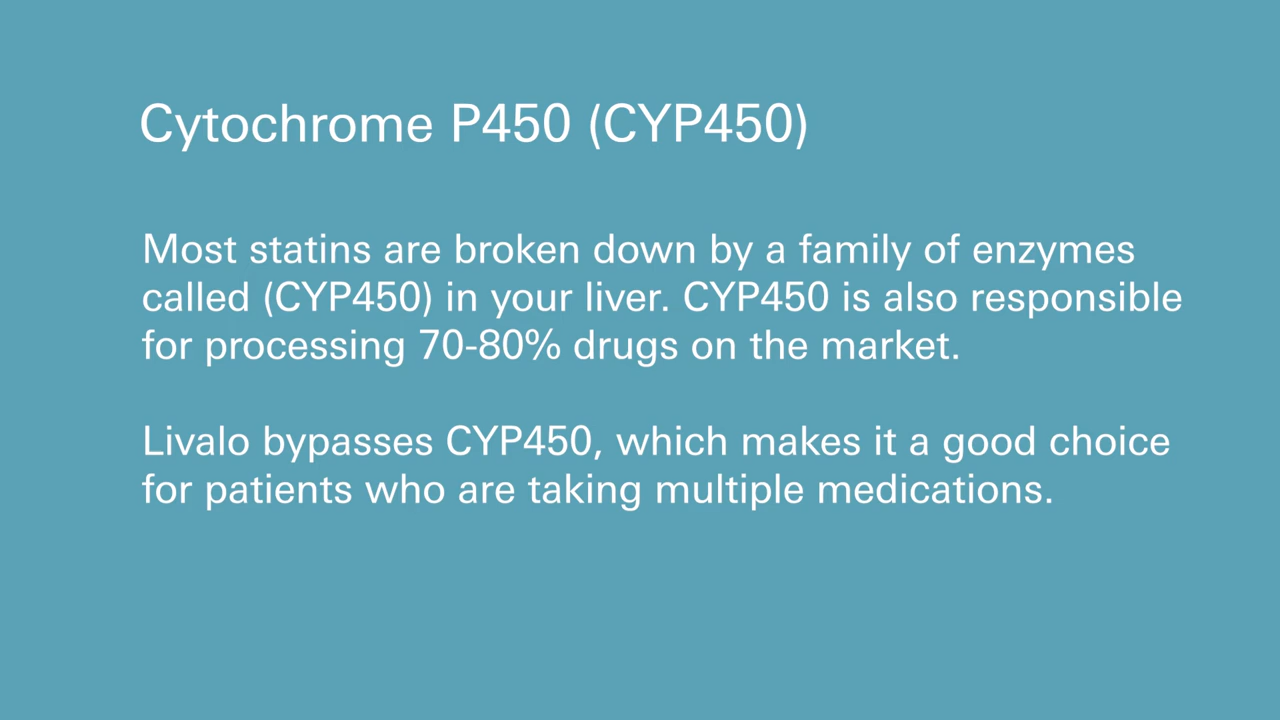 Cytochrome P450 (CYP450)
Most statins are broken down by a family of enzymes
called (CYP450) in your liver. CYP450 is also responsible
for processing 70-80% drugs on the market.
Livalo bypasses CYP450, which makes it a good choice
for patients who are taking multiple medications.